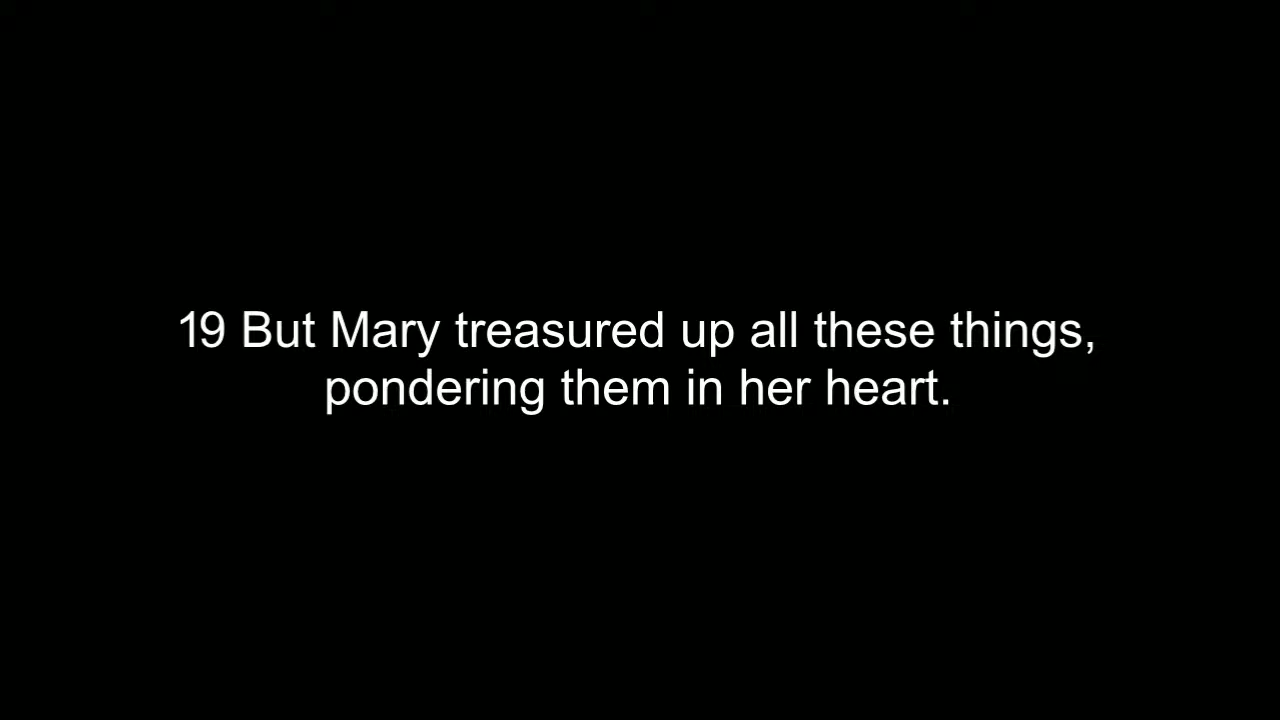 19 But Mary treasured up all these things,
pondering them in her heart.